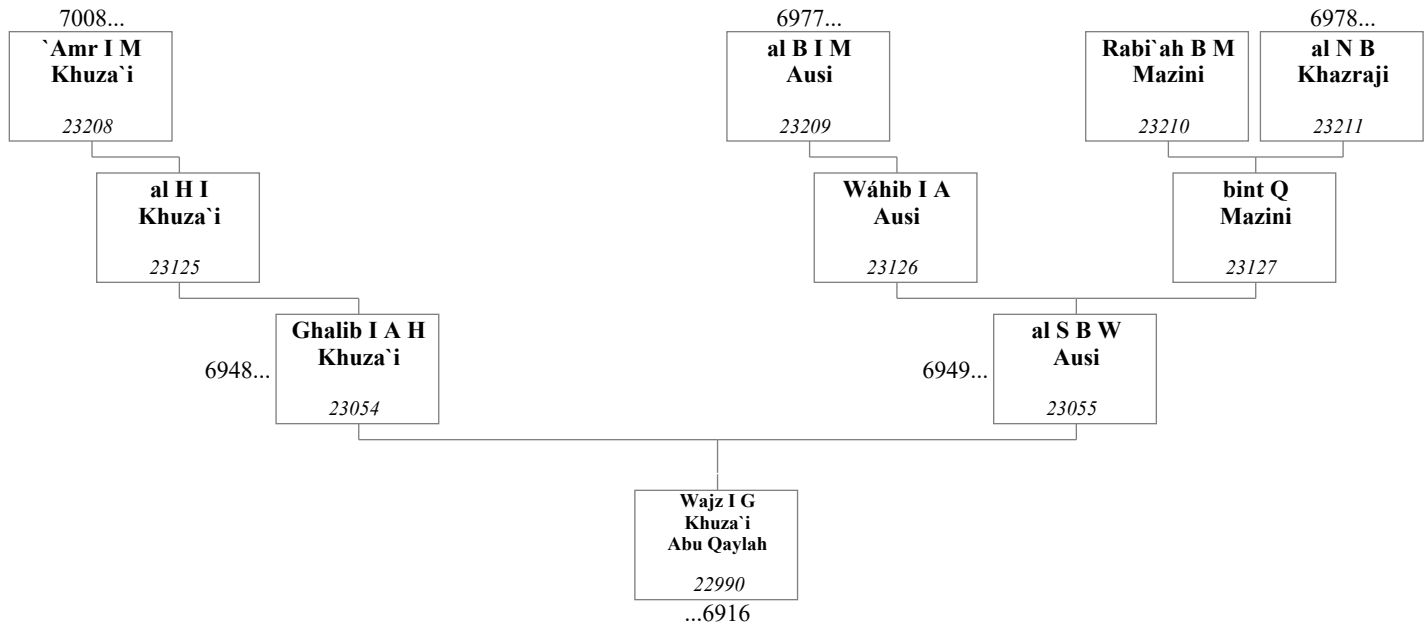 7008...
6977...
6978...
`Amr I M
Khuza`i
23208
al B I M
Ausi
23209
Rabi`ah B M
Mazini
23210
al N B
Khazraji
23211
al H I
Khuza`i
23125
Wáhib I A
Ausi
23126
bint Q
Mazini
23127
6948...
Ghalib I A H
Khuza`i
23054
6949...
al S B W
Ausi
23055
Wajz I G
Khuza`i
Abu Qaylah
22990
...6916